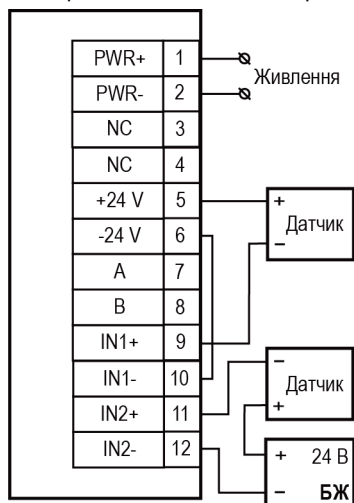 PWR+ 1
PWR- 2
Живлення
NC 3
NC 4
+24 V 5
-24 V 6
A 7
B 8
IN1+ 9
IN1- 10
IN2+ 11
IN2- 12
+
Датчик
−
−
Датчик
+
+ 24 В
− БЖ